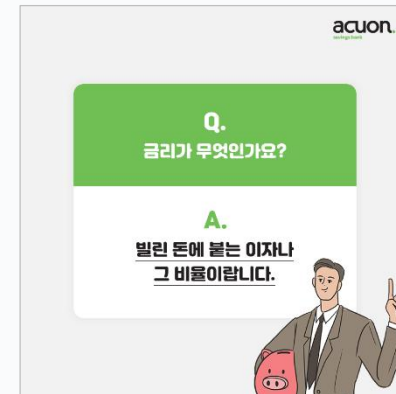 acuon.
savings bank
Q.
금리가 무엇인가요?
A.
빌린 돈에 붙는 이자나
그 비율이랍니다.